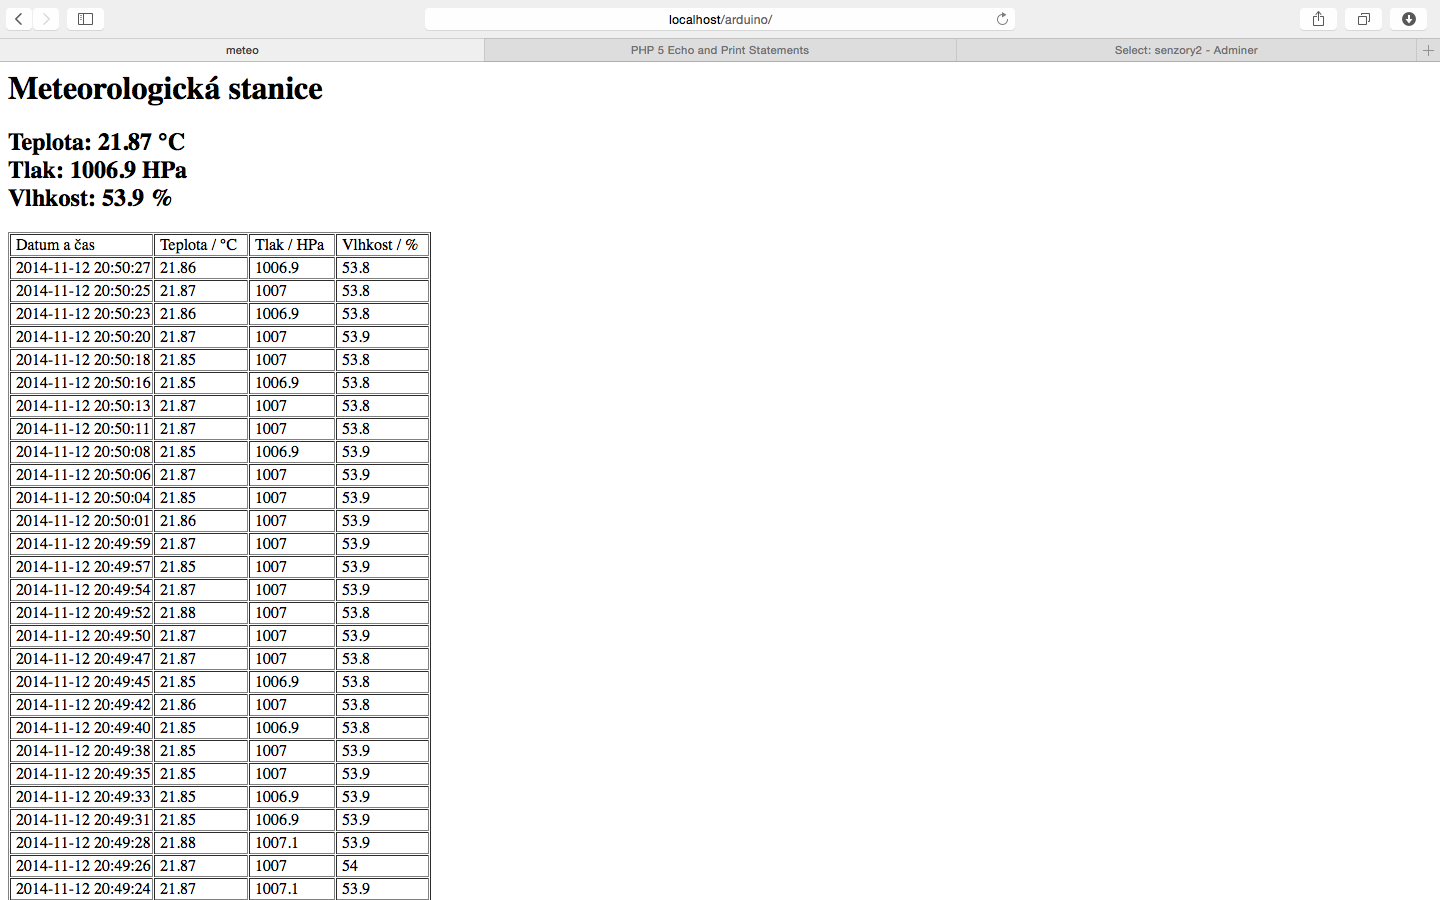 localhost/arduino/
meteo
PHP 5 Echo and Print Statements
Select: senzory2 - Adminer
Meteorologická stanice
Teplota: 21.87 °C
Tlak: 1006.9 HPa
Vlhkost: 53.9 %
Datum a čas Teplota / °C Tlak / HPa Vlhkost / %
2014-11-12 20:50:27 21.86 1006.9 53.8
2014-11-12 20:50:25 21.87 1007 53.8
2014-11-12 20:50:23 21.86 1006.9 53.8
2014-11-12 20:50:20 21.87 1007 53.9
2014-11-12 20:50:18 21.85 1007 53.8
2014-11-12 20:50:16 21.85 1006.9 53.8
2014-11-12 20:50:13 21.87 1007 53.8
2014-11-12 20:50:11 21.87 1007 53.8
2014-11-12 20:50:08 21.85 1006.9 53.9
2014-11-12 20:50:06 21.87 1007 53.9
2014-11-12 20:50:04 21.85 1007 53.9
2014-11-12 20:50:01 21.86 1007 53.9
2014-11-12 20:49:59 21.87 1007 53.9
2014-11-12 20:49:57 21.85 1007 53.9
2014-11-12 20:49:54 21.87 1007 53.9
2014-11-12 20:49:52 21.88 1007 53.8
2014-11-12 20:49:50 21.87 1007 53.9
2014-11-12 20:49:47 21.87 1007 53.8
2014-11-12 20:49:45 21.85 1006.9 53.8
2014-11-12 20:49:42 21.86 1007 53.8
2014-11-12 20:49:40 21.85 1006.9 53.8
2014-11-12 20:49:38 21.85 1007 53.9
2014-11-12 20:49:35 21.85 1007 53.9
2014-11-12 20:49:33 21.85 1006.9 53.9
2014-11-12 20:49:31 21.85 1006.9 53.9
2014-11-12 20:49:28 21.88 1007.1 53.9
2014-11-12 20:49:26 21.87 1007 54
2014-11-12 20:49:24 21.87 1007.1 53.9